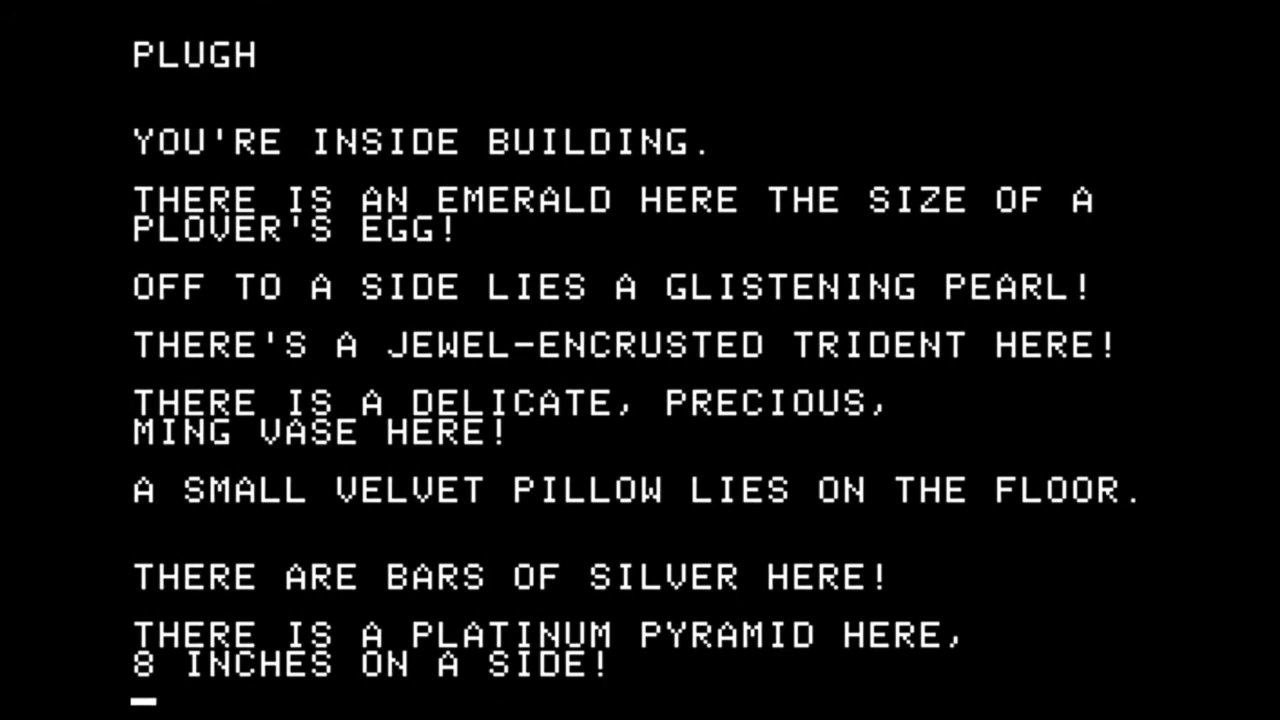 PLUGH
YOU'RE INSIDE BUILDING.
THERE IS AN EMERALD HERE THE SIZE OF A
PLOVER'S EGG!
OFF TO A SIDE LIES A GLISTENING PEARL!
THERE'S A JEWEL-ENCRUSTED TRIDENT HERE!
THERE IS A DELICATE, PRECIOUS,
MING VASE HERE!
A SMALL VELVET PILLOW LIES ON THE FLOOR.
THERE ARE BARS OF SILVER HERE!
THERE IS A PLATINUM PYRAMID HERE,
8 INCHES ON A SIDE!